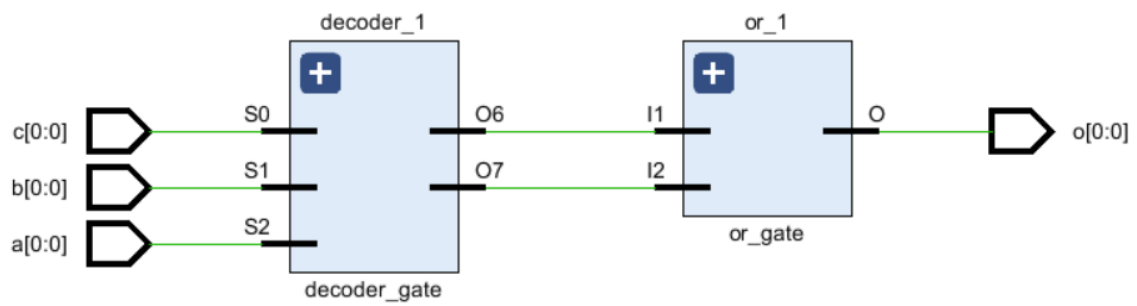 decoder_1
or_1
c[0:0]
S0
O6
I1
O
o[0:0]
b[0:0]
S1
O7
I2
a[0:0]
S2
or_gate
decoder_gate